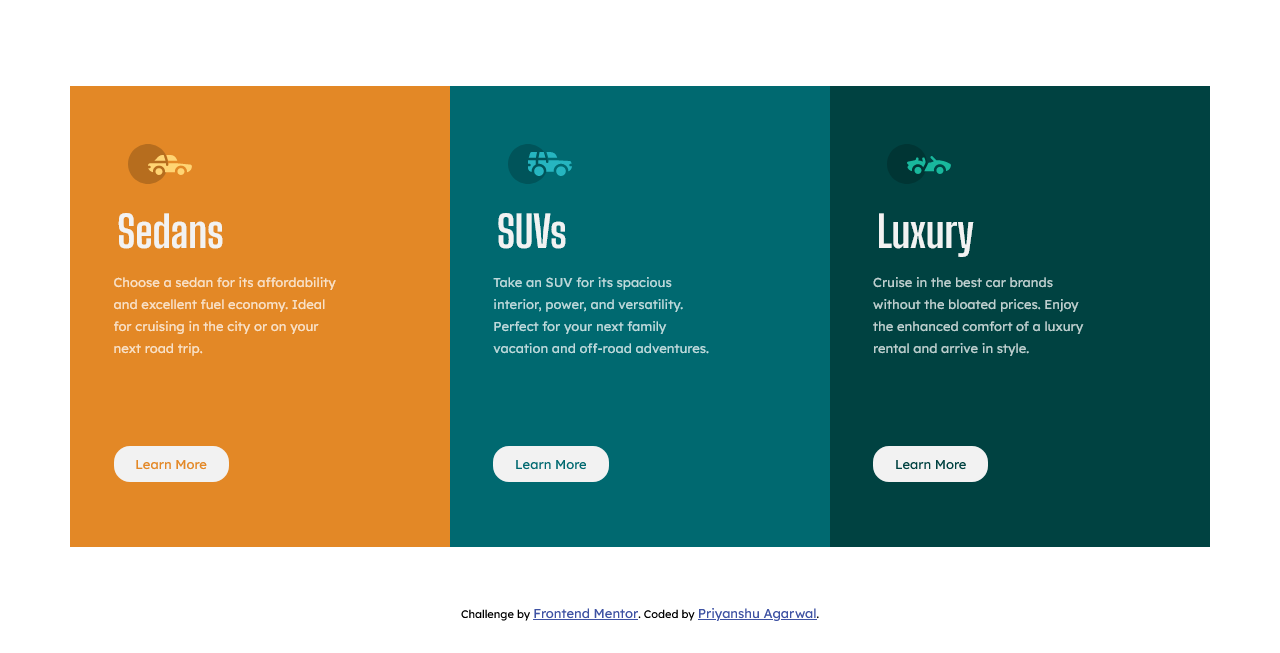 Sedans
Choose a sedan for its affordability
and excellent fuel economy. Ideal
for cruising in the city or on your
next road trip.
Learn More
SUVs
Take an SUV for its spacious
interior, power, and versatility.
Perfect for your next family
vacation and off-road adventures.
Learn More
Luxury
Cruise in the best car brands
without the bloated prices. Enjoy
the enhanced comfort of a luxury
rental and arrive in style.
Learn More
Challenge by Frontend Mentor. Coded by Priyanshu Agarwal.